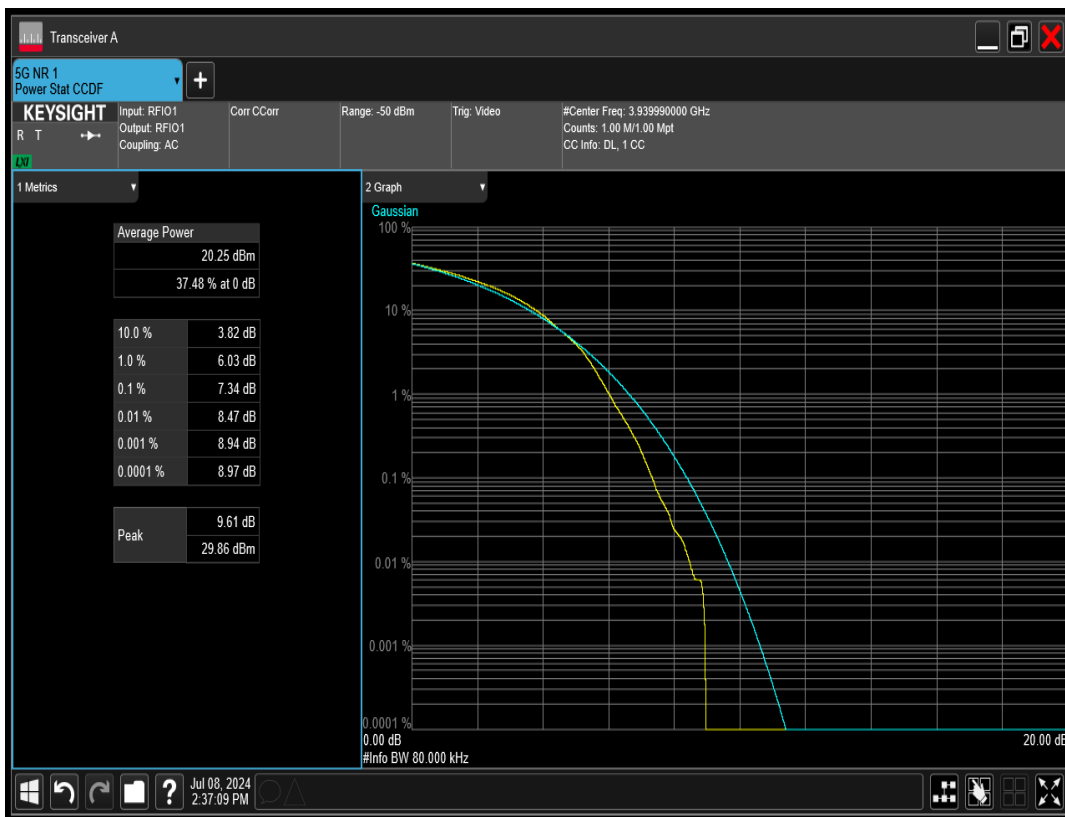 Transceiver A
5G NR 1
Power Stat CCDF
+
KEYSIGHT
R T
LXI
Input: RFIO1
Output: RFIO1
Coupling: AC
Corr CCorr
Range: -50 dBm
Trig: Video
#Center Freq: 3.939990000 GHz
Counts: 1.00 M/1.00 Mpt
CC Info: DL, 1 CC
1 Metrics
Average Power
20.25 dBm
37.48 % at 0 dB
10.0 % 3.82 dB
1.0 % 6.03 dB
0.1 % 7.34 dB
0.01 % 8.47 dB
0.001 % 8.94 dB
0.0001 % 8.97 dB
Peak 9.61 dB
29.86 dBm
2 Graph
Gaussian
100 %
10 %
1 %
0.1 %
0.01 %
0.001 %
0.0001 %
0.00 dB
20.00 dB
#Info BW 80.000 kHz
?
Jul 08, 2024
2:37:09 PM